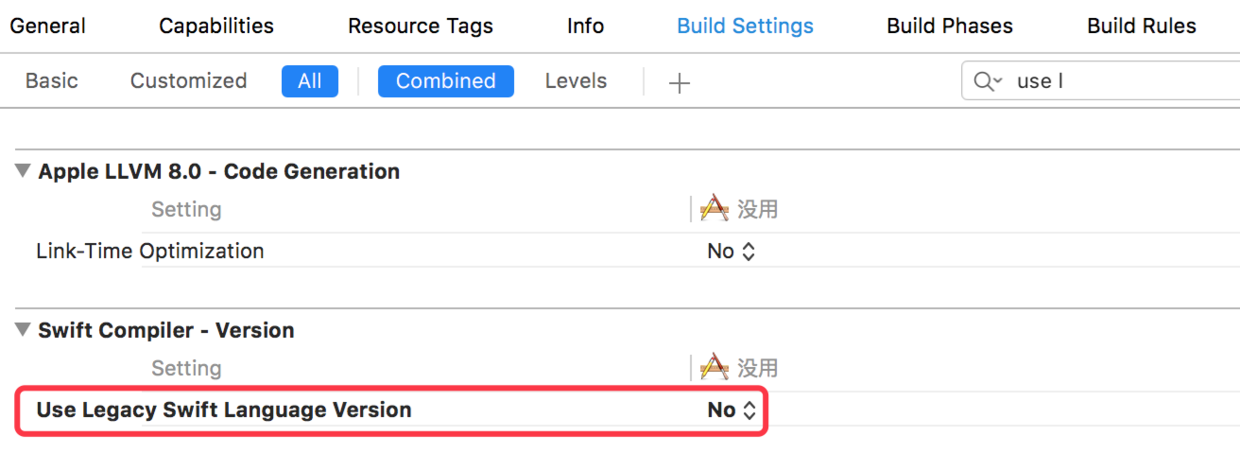 General Capabilities Resource Tags Info Build Settings Build Phases Build Rules
Basic Customized All Combined Levels + use l
Apple LLVM 8.0 - Code Generation
Setting 没用
Link-Time Optimization No
Swift Compiler - Version
Setting 没用
Use Legacy Swift Language Version No